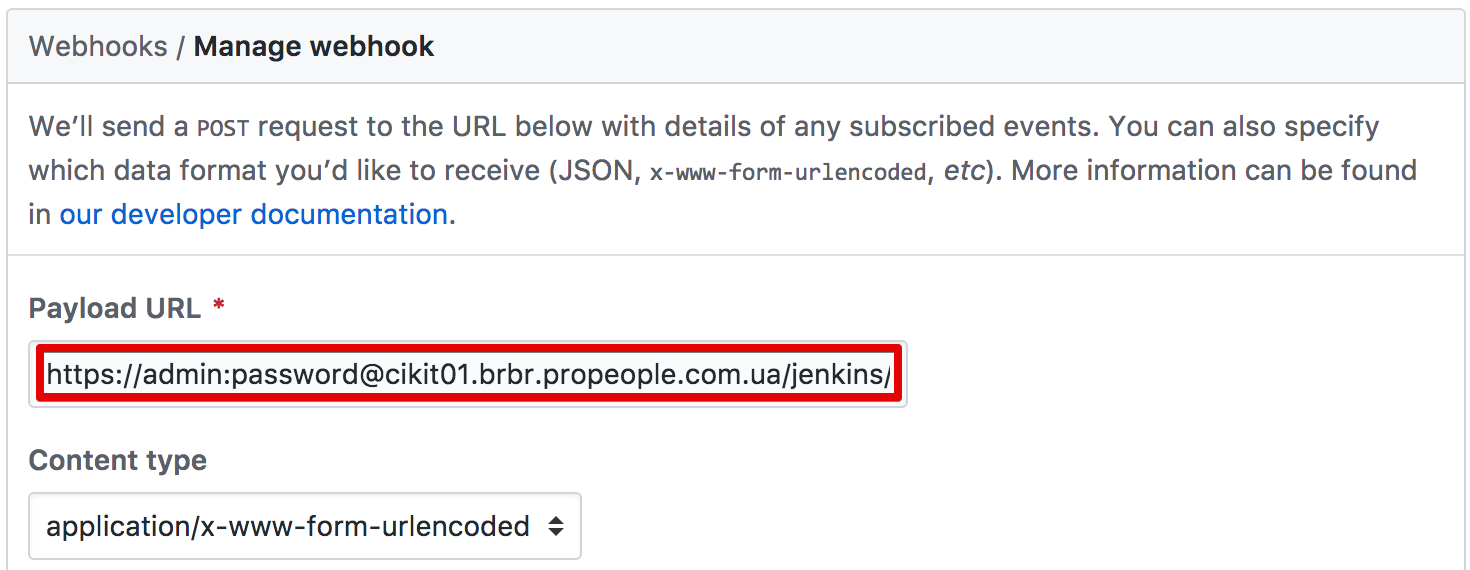 Webhooks / Manage webhook
We’ll send a POST request to the URL below with details of any subscribed events. You can also specify
which data format you’d like to receive (JSON, x-www-form-urlencoded, etc). More information can be found
in our developer documentation.
Payload URL *
https://admin:password@cikit01.brbr.propeople.com.ua/jenkins/
Content type
application/x-www-form-urlencoded